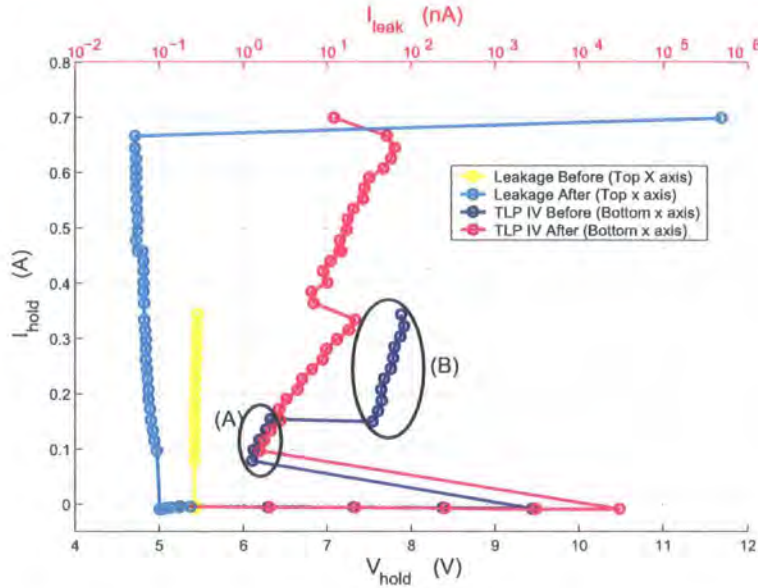 I_leak (nA)
10^-2 10^-1 10^0 10^1 10^2 10^3 10^4 10^5 10^6
0.8
0.7
0.6
0.5
0.4
0.3
0.2
0.1
0
I_hold (A)
Leakage Before (Top X axis)
Leakage After (Top x axis)
TLP IV Before (Bottom x axis)
TLP IV After (Bottom x axis)
(B)
(A)
4 5 6 7 8 9 10 11 12
V_hold (V)